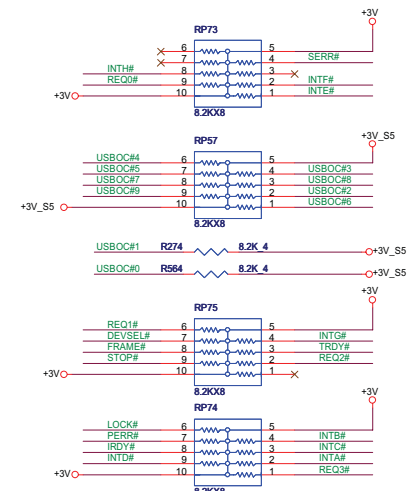 +3V
RP73
6 5
7 4 SERR#
INTH# 8 3
REQ0# 9 2 INTF#
+3V 10 1 INTE#
8.2KX8
+3V_S5
RP57
USBOC#4 6 5
USBOC#5 7 4 USBOC#3
USBOC#7 8 3 USBOC#8
USBOC#9 9 2 USBOC#2
+3V_S5 10 1 USBOC#6
8.2KX8
USBOC#1 R274 8.2K_4 +3V_S5
USBOC#0 R564 8.2K_4 +3V_S5
+3V
RP75
REQ1# 6 5
DEVSEL# 7 4 INTG#
FRAME# 8 3 TRDY#
STOP# 9 2 REQ2#
+3V 10 1
8.2KX8
+3V
RP74
LOCK# 6 5
PERR# 7 4 INTB#
IRDY# 8 3 INTC#
INTD# 9 2 INTA#
+3V 10 1 REQ3#
8.2KX8